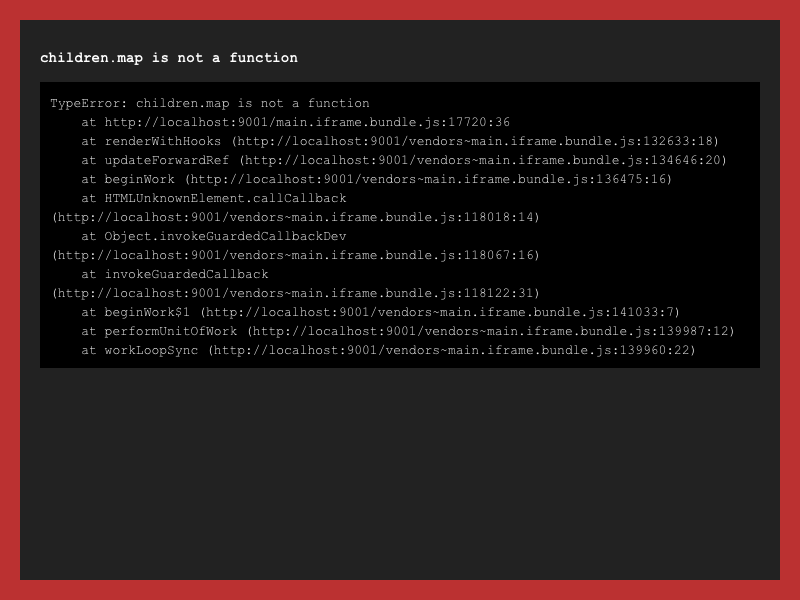 children.map is not a function
TypeError: children.map is not a function
at http://localhost:9001/main.iframe.bundle.js:17720:36
at renderWithHooks (http://localhost:9001/vendors~main.iframe.bundle.js:132633:18)
at updateForwardRef (http://localhost:9001/vendors~main.iframe.bundle.js:134646:20)
at beginWork (http://localhost:9001/vendors~main.iframe.bundle.js:136475:16)
at HTMLUnknownElement.callCallback
(http://localhost:9001/vendors~main.iframe.bundle.js:118018:14)
at Object.invokeGuardedCallbackDev
(http://localhost:9001/vendors~main.iframe.bundle.js:118067:16)
at invokeGuardedCallback
(http://localhost:9001/vendors~main.iframe.bundle.js:118122:31)
at beginWork$1 (http://localhost:9001/vendors~main.iframe.bundle.js:141033:7)
at performUnitOfWork (http://localhost:9001/vendors~main.iframe.bundle.js:139987:12)
at workLoopSync (http://localhost:9001/vendors~main.iframe.bundle.js:139960:22)